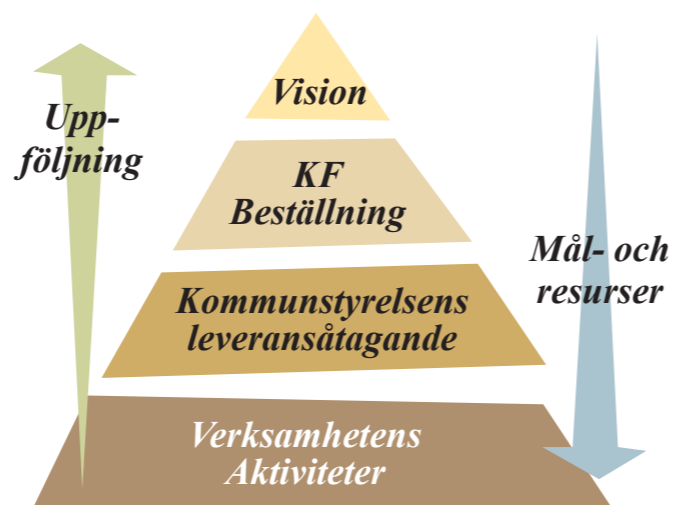 Vision
Upp-
följning
KF
Beställning
Mål- och
resurser
Kommunstyrelsens
leveransåtagande
Verksamhetens
Aktiviteter